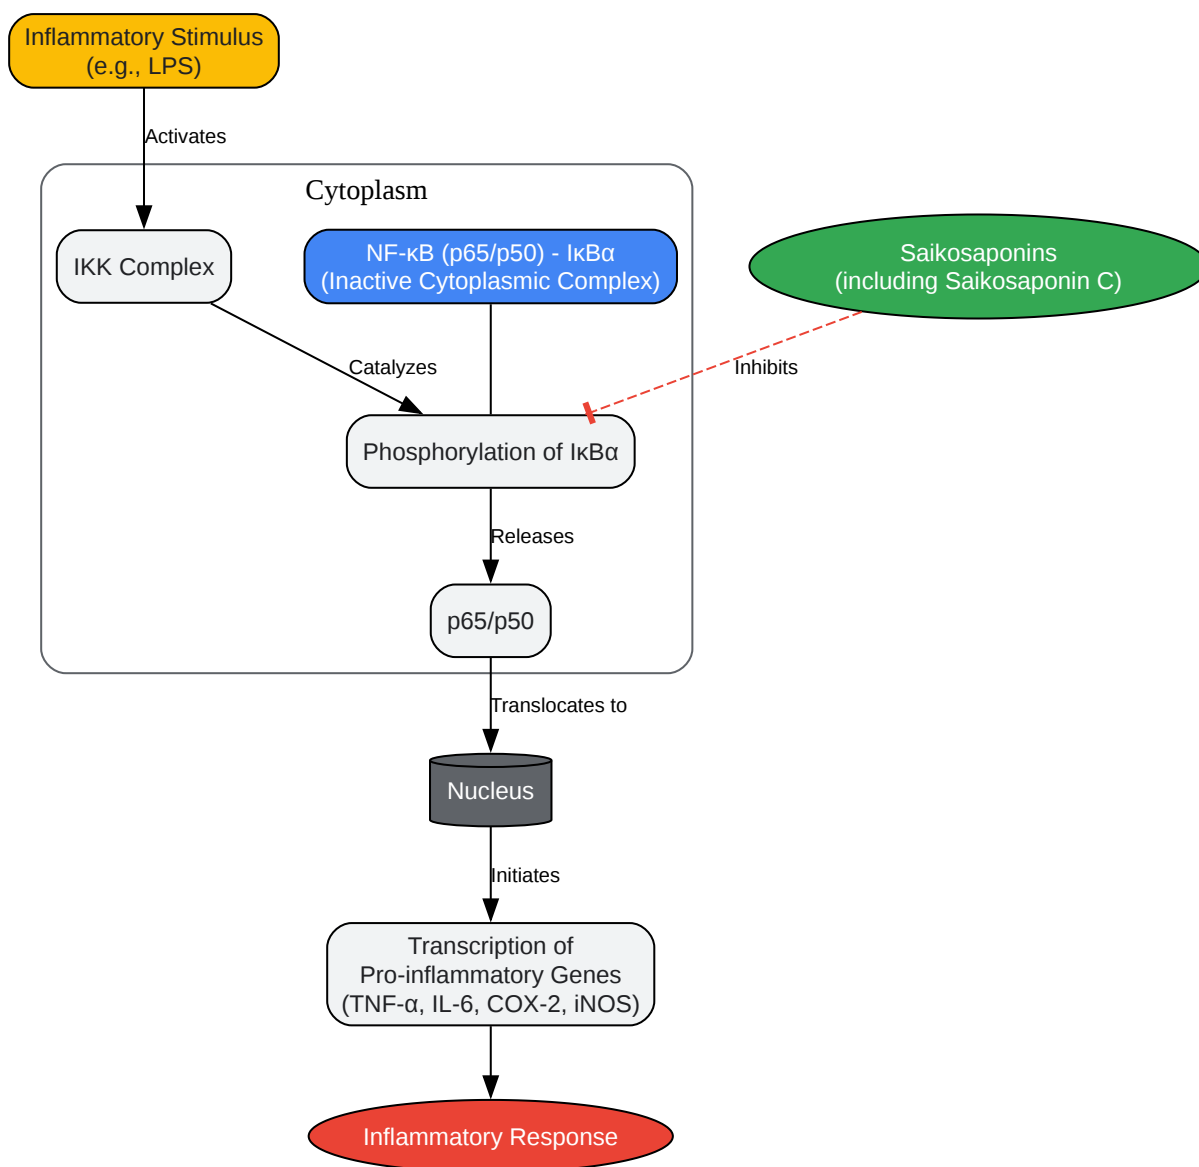 Inflammatory Stimulus
(e.g., LPS)
Activates
Cytoplasm
IKK Complex
NF-κB (p65/p50) - IκBα
(Inactive Cytoplasmic Complex)
Saikosaponins
(including Saikosaponin C)
Catalyzes
Inhibits
Phosphorylation of IκBα
Releases
p65/p50
Translocates to
Nucleus
Initiates
Transcription of
Pro-inflammatory Genes
(TNF-α, IL-6, COX-2, iNOS)
Inflammatory Response